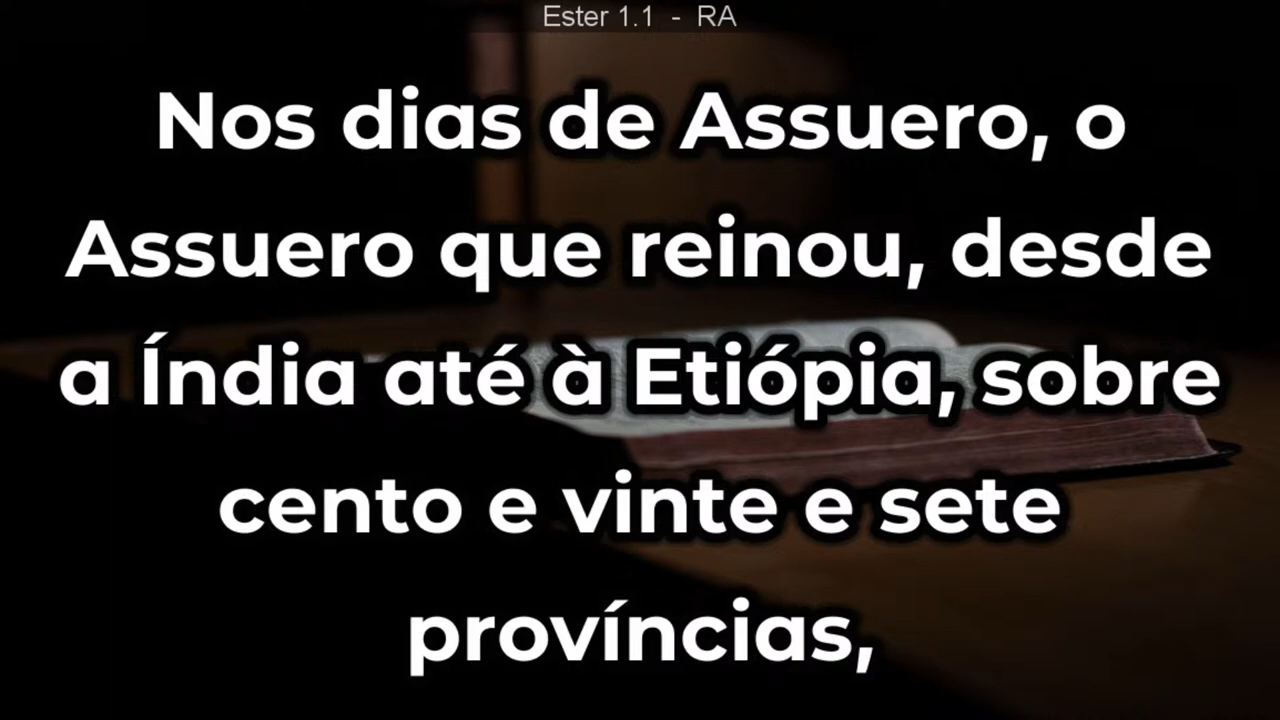 Ester 1.1 - RA
Nos dias de Assuero, o
Assuero que reinou, desde
a Índia até à Etiópia, sobre
cento e vinte e sete
províncias,